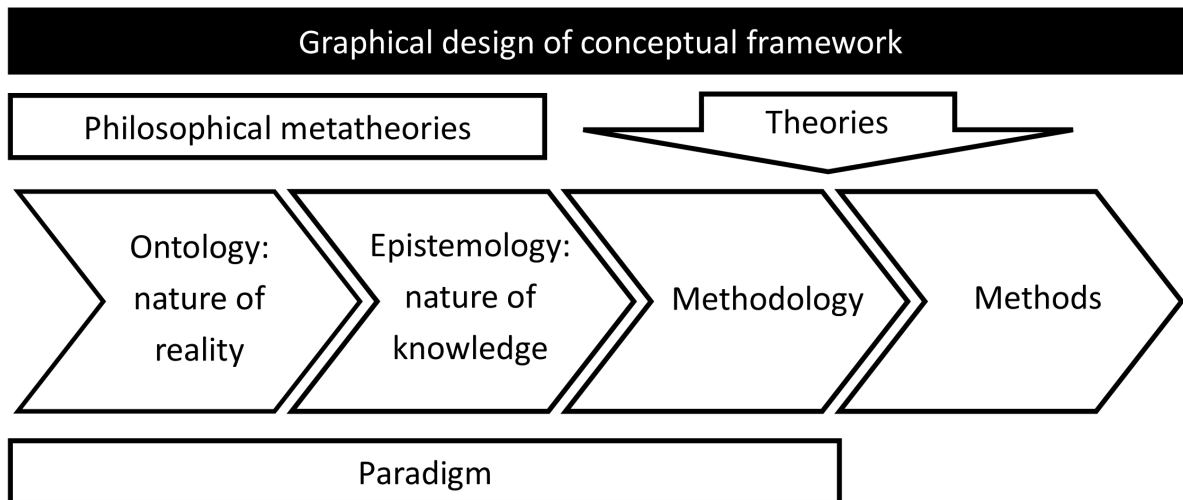 Graphical design of conceptual framework
Philosophical metatheories
Theories
Ontology:
nature of
reality
Epistemology:
nature of
knowledge
Methodology
Methods
Paradigm